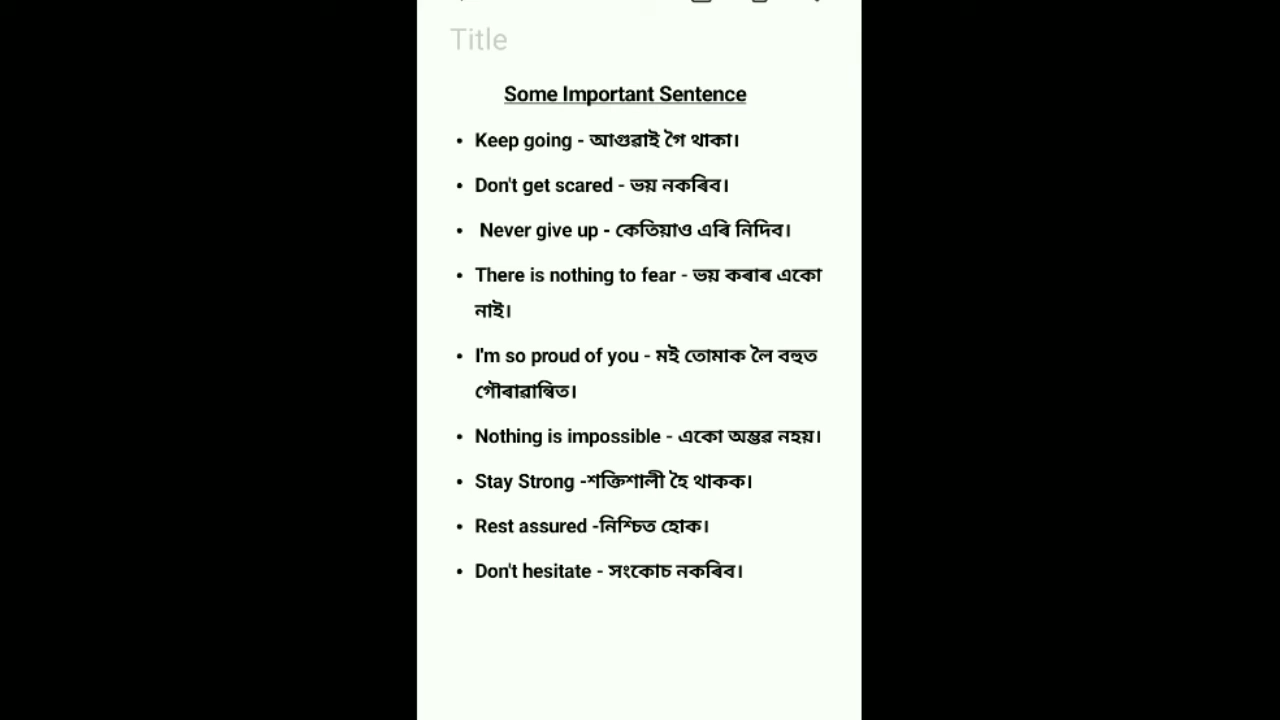 Title
Some Important Sentence
• Keep going - আগুৱাই গৈ থাকা।
• Don't get scared - ভয় নকৰিব।
• Never give up - কেতিয়াও এৰি নিদিব।
• There is nothing to fear - ভয় কৰাৰ একো
নাই।
• I'm so proud of you - মই তোমাক লৈ বহুত
গৌৰাৱান্বিত।
• Nothing is impossible - একো অম্ভৱ নহয়।
• Stay Strong -শক্তিশালী হৈ থাকক।
• Rest assured -নিশ্চিত হোক।
• Don't hesitate - সংকোচ নকৰিব।